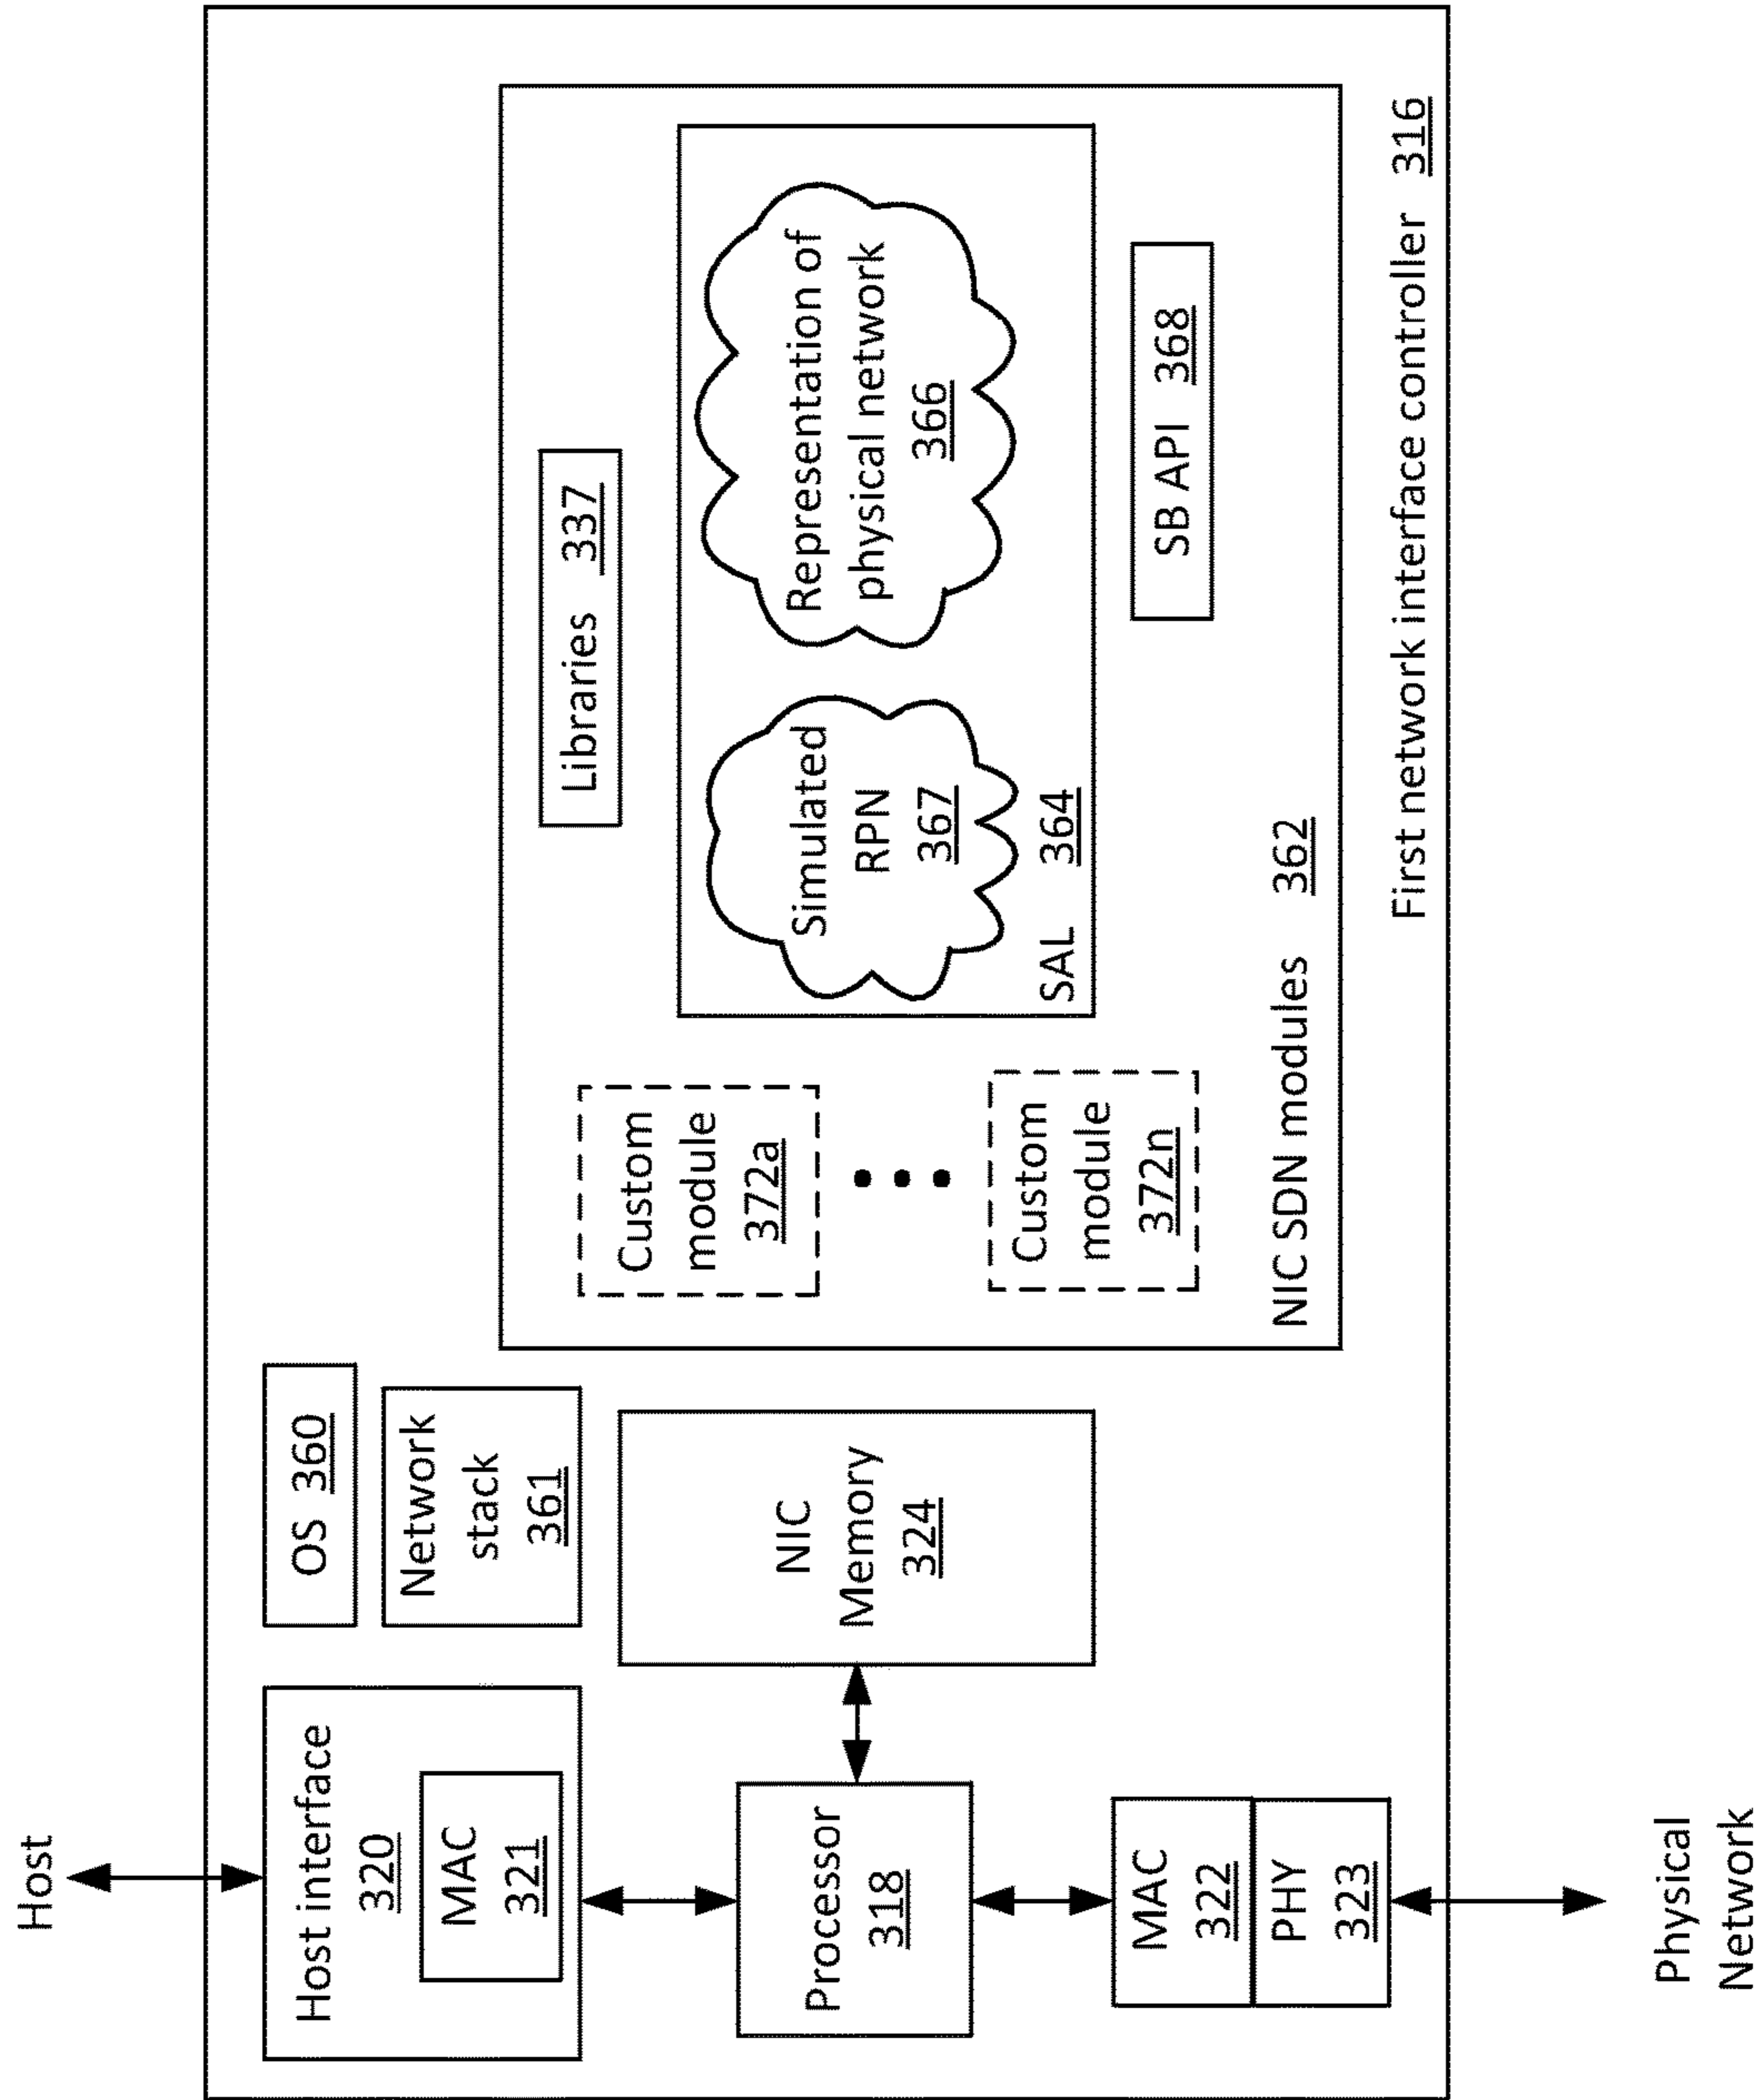 Host
Host interface
320
MAC
321
OS 360
Network
stack
361
Processor
318
NIC
Memory
324
MAC
322
PHY
323
Physical
Network
Libraries 337
Custom
module
372a
Custom
module
372n
Simulated
RPN
367
Representation of
physical network
366
SAL 364
SB API 368
NIC SDN modules 362
First network interface controller 316